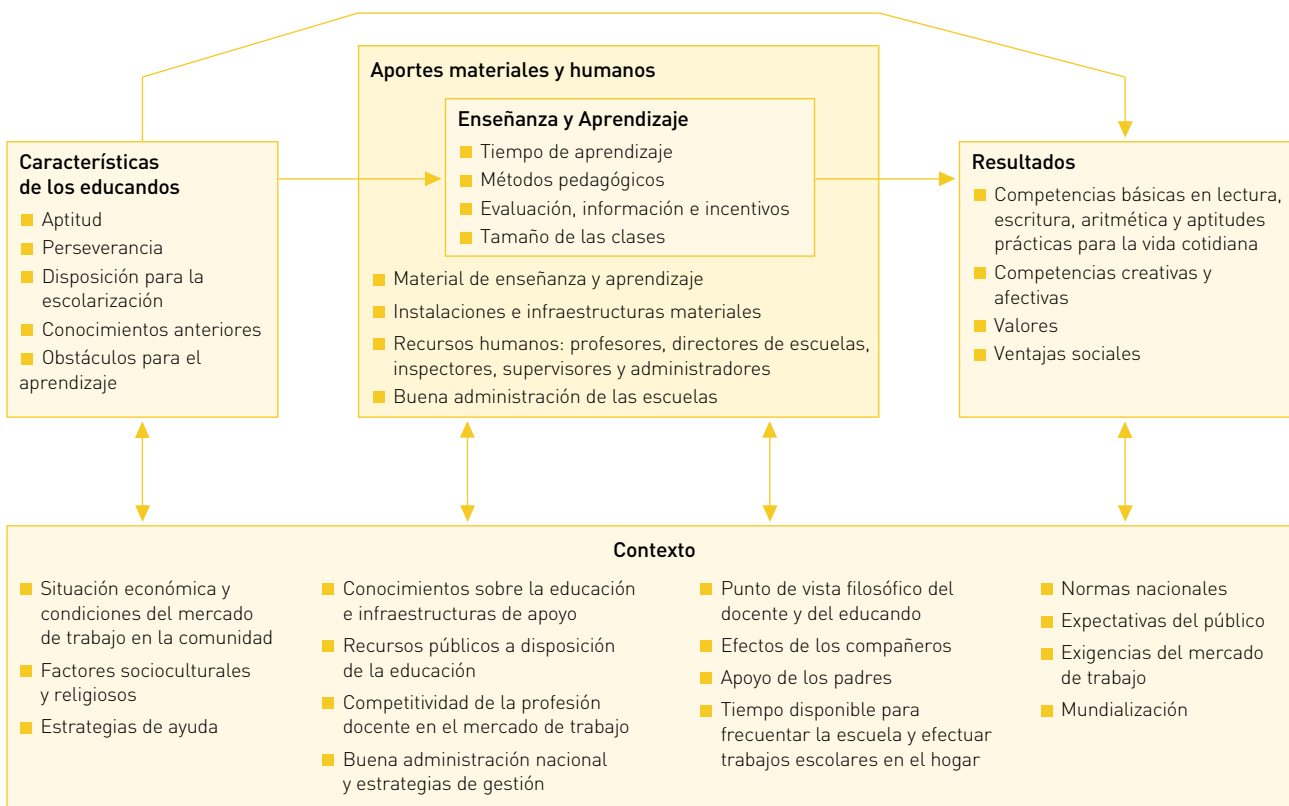 Aportes materiales y humanos
Enseñanza y Aprendizaje
Tiempo de aprendizaje
Métodos pedagógicos
Evaluación, información e incentivos
Tamaño de las clases
Material de enseñanza y aprendizaje
Instalaciones e infraestructuras materiales
Recursos humanos: profesores, directores de escuelas,
inspectores, supervisores y administradores
Buena administración de las escuelas
Características
de los educandos
Aptitud
Perseverancia
Disposición para la
escolarización
Conocimientos anteriores
Obstáculos para el
aprendizaje
Resultados
Competencias básicas en lectura,
escritura, aritmética y aptitudes
prácticas para la vida cotidiana
Competencias creativas y
afectivas
Valores
Ventajas sociales
Contexto
Situación económica y
condiciones del mercado
de trabajo en la comunidad
Factores socioculturales
y religiosos
Estrategias de ayuda
Conocimientos sobre la educación
e infraestructuras de apoyo
Recursos públicos a disposición
de la educación
Competitividad de la profesión
docente en el mercado de trabajo
Buena administración nacional
y estrategias de gestión
Punto de vista filosófico del
docente y del educando
Efectos de los compañeros
Apoyo de los padres
Tiempo disponible para
frecuentar la escuela y efectuar
trabajos escolares en el hogar
Normas nacionales
Expectativas del público
Exigencias del mercado
de trabajo
Mundialización